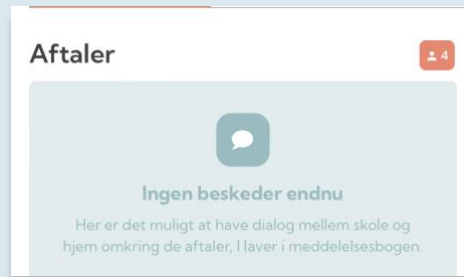 Aftaler
4
Ingen beskeder endnu
Her er det muligt at have dialog mellem skole og
hjem omkring de aftaler, I laver i meddelelsesbogen.